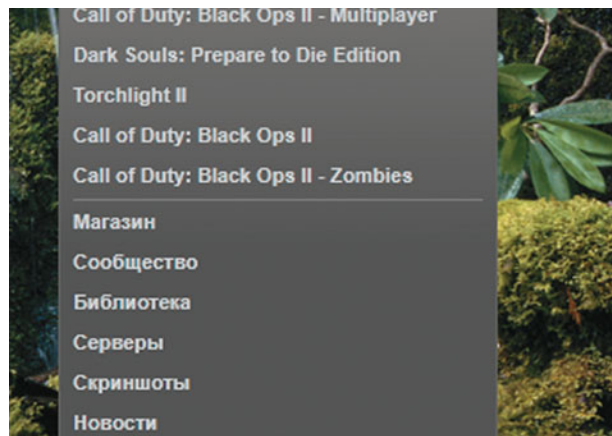 Call of Duty: Black Ops II - Multiplayer
Dark Souls: Prepare to Die Edition
Torchlight II
Call of Duty: Black Ops II
Call of Duty: Black Ops II - Zombies
Магазин
Сообщество
Библиотека
Серверы
Скриншоты
Новости